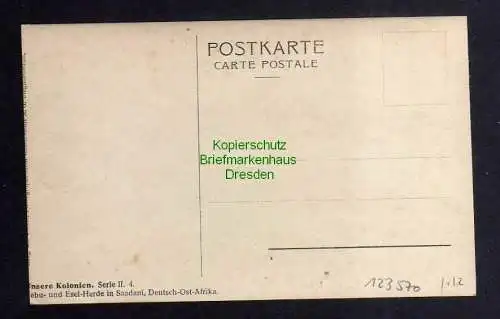 POSTKARTE
CARTE POSTALE
Kopierschutz
Briefmarkenhaus
Dresden
nsere Kolonien. Serie II. 4.
ebu- und Esel-Herde in Saadani, Deutsch-Ost-Afrika.
123570